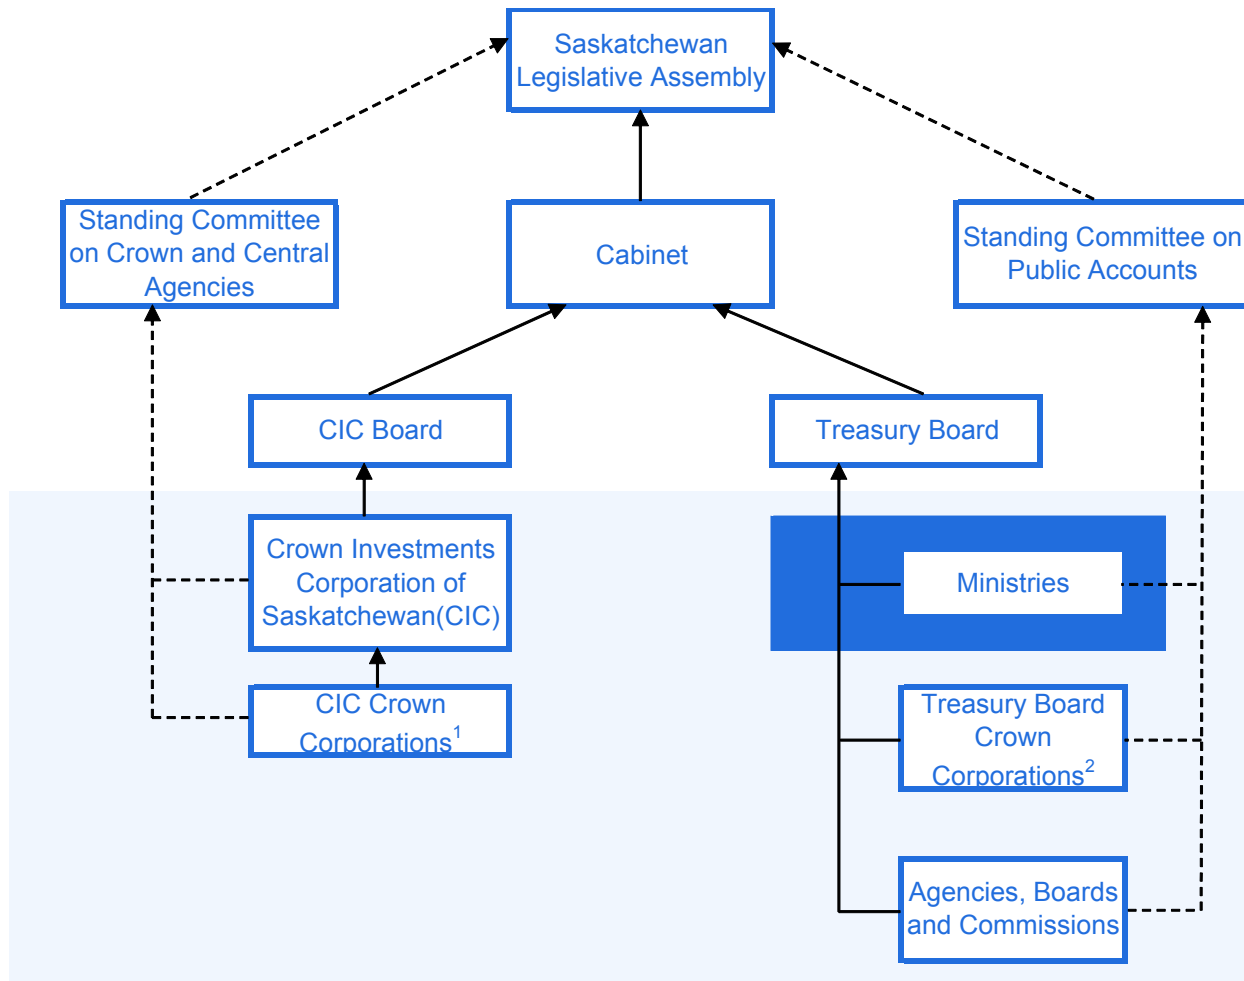 Saskatchewan
Legislative Assembly
Standing Committee
on Crown and Central
Agencies
Cabinet
Standing Committee on
Public Accounts
CIC Board
Treasury Board
Crown Investments
Corporation of
Saskatchewan(CIC)
Ministries
CIC Crown
Corporations¹
Treasury Board
Crown
Corporations²
Agencies, Boards
and Commissions